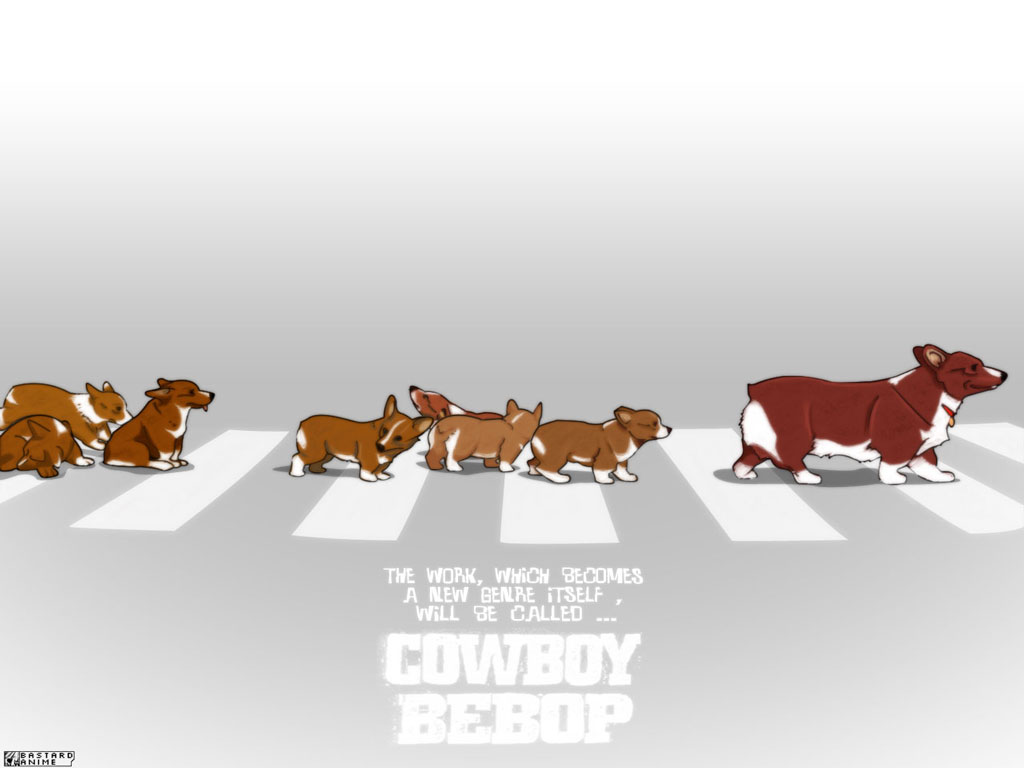 THE WORK, WHICH BECOMES
A NEW GENRE ITSELF ,
WILL BE CALLED ...
COWBOY
BEBOP
BASTARD
ANIME